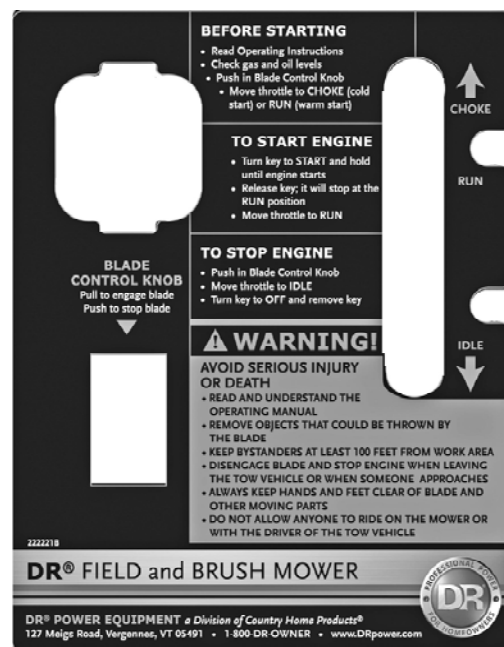 BEFORE STARTING
• Read Operating Instructions
• Check gas and oil levels
• Push in Blade Control Knob
• Move throttle to CHOKE (cold
start) or RUN (warm start)
CHOKE
TO START ENGINE
• Turn key to START and hold
until engine starts
• Release key; it will stop at the
RUN position
• Move throttle to RUN
RUN
BLADE
CONTROL KNOB
Pull to engage blade
Push to stop blade
TO STOP ENGINE
• Push in Blade Control Knob
• Move throttle to IDLE
• Turn key to OFF and remove key
IDLE
WARNING!
AVOID SERIOUS INJURY
OR DEATH
• READ AND UNDERSTAND THE
OPERATING MANUAL
• REMOVE OBJECTS THAT COULD BE THROWN BY
THE BLADE
• KEEP BYSTANDERS AT LEAST 100 FEET FROM WORK AREA
• DISENGAGE BLADE AND STOP ENGINE WHEN LEAVING
THE TOW VEHICLE OR WHEN SOMEONE APPROACHES
• ALWAYS KEEP HANDS AND FEET CLEAR OF BLADE AND
OTHER MOVING PARTS
• DO NOT ALLOW ANYONE TO RIDE ON THE MOWER OR
WITH THE DRIVER OF THE TOW VEHICLE
DR® FIELD and BRUSH MOWER
PROFESSIONAL POWER
DR
FOR HOMEOWNERS
DR® POWER EQUIPMENT a Division of Country Home Products®
127 Meigs Road, Vergennes, VT 05491 • 1-800-DR-OWNER • www.DRpower.com